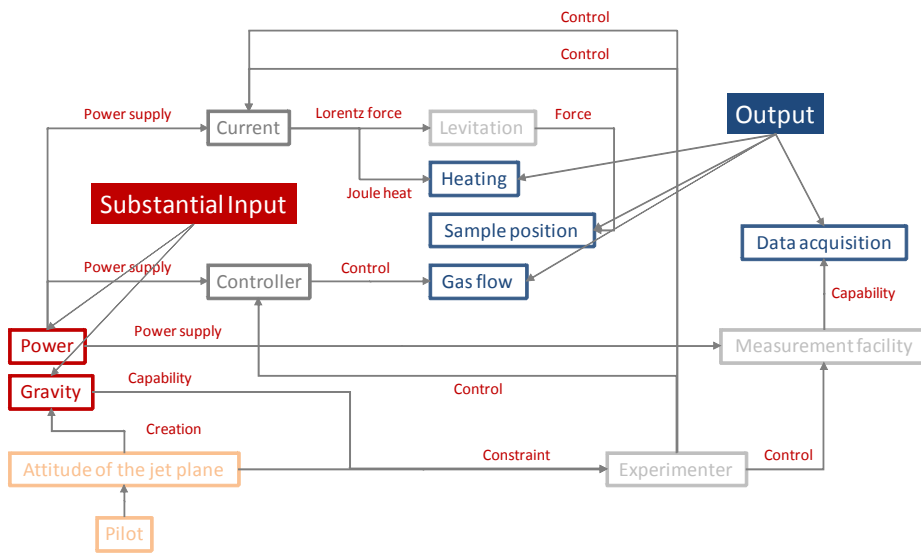 Control
Control
Power supply
Lorentz force
Force
Output
Current
Levitation
Heating
Joule heat
Substantial Input
Sample position
Data acquisition
Power supply
Control
Controller
Gas flow
Capability
Power supply
Power
Measurement facility
Capability
Gravity
Control
Creation
Constraint
Control
Attitude of the jet plane
Experimenter
Pilot